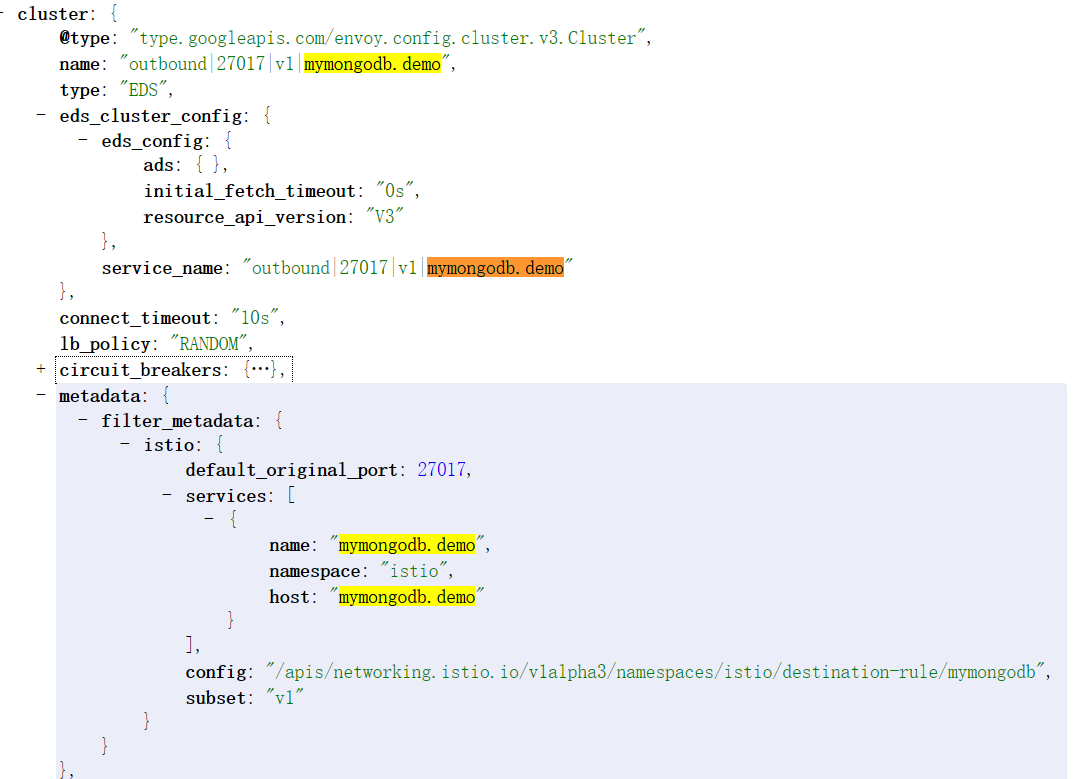 - cluster: {
@type: "type.googleapis.com/envoy.config.cluster.v3.Cluster",
name: "outbound|27017|v1|mymongodb.demo",
type: "EDS",
- eds_cluster_config: {
- eds_config: {
ads: { },
initial_fetch_timeout: "0s",
resource_api_version: "V3"
},
service_name: "outbound|27017|v1|mymongodb.demo"
},
connect_timeout: "10s",
lb_policy: "RANDOM",
+ circuit_breakers: {…},
- metadata: {
- filter_metadata: {
- istio: {
default_original_port: 27017,
- services: [
- {
name: "mymongodb.demo",
namespace: "istio",
host: "mymongodb.demo"
}
],
config: "/apis/networking.istio.io/v1alpha3/namespaces/istio/destination-rule/mymongodb",
subset: "v1"
}
}
},